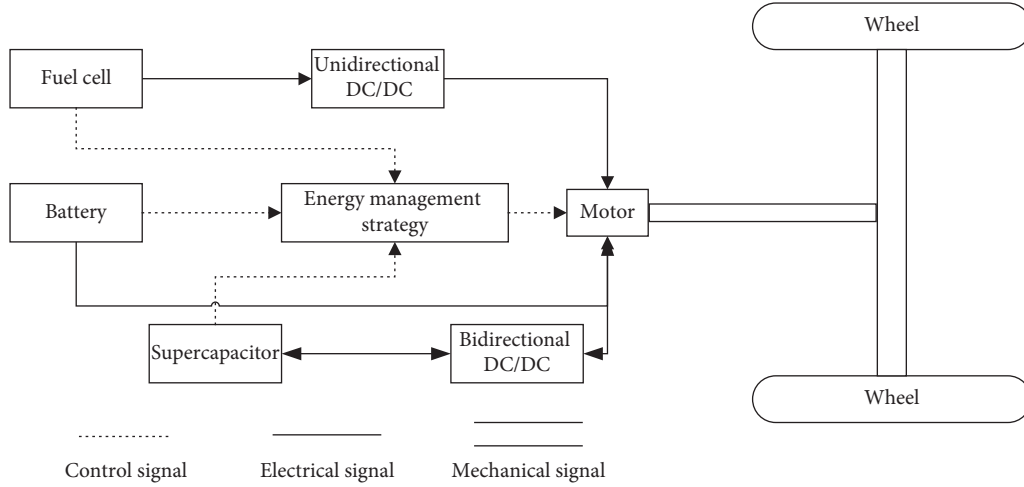 Wheel
Fuel cell
Unidirectional
DC/DC
Battery
Energy management
strategy
Motor
Supercapacitor
Bidirectional
DC/DC
Wheel
Control signal
Electrical signal
Mechanical signal